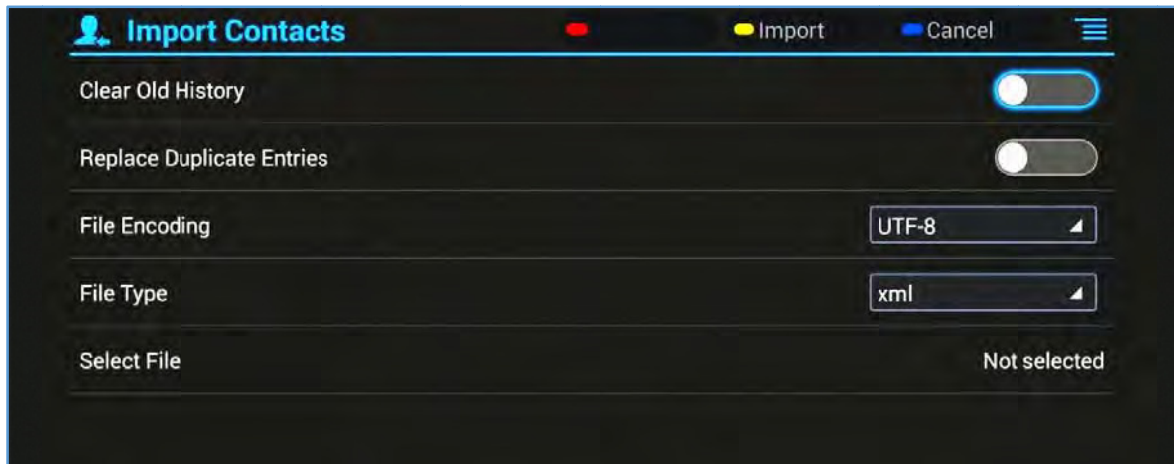 Import Contacts Import Cancel
Clear Old History
Replace Duplicate Entries
File Encoding UTF-8
File Type xml
Select File Not selected